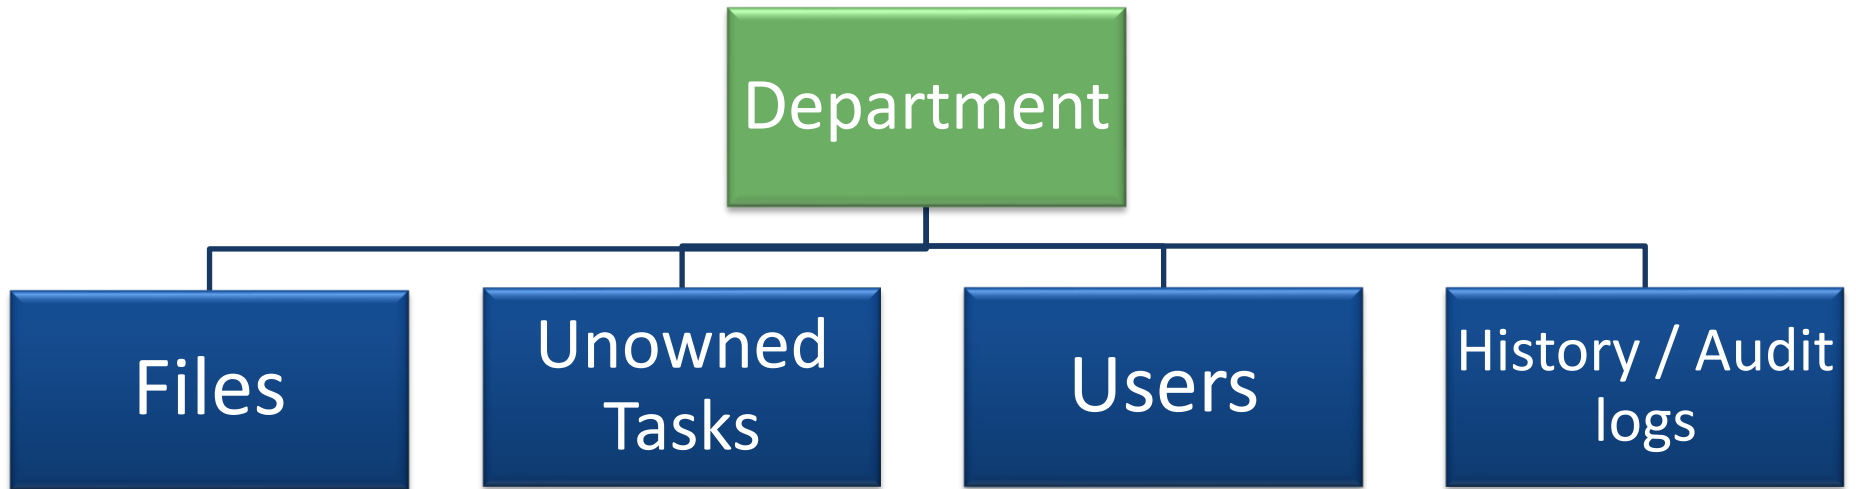 Department
Files
Unowned
Tasks
Users
History / Audit
logs